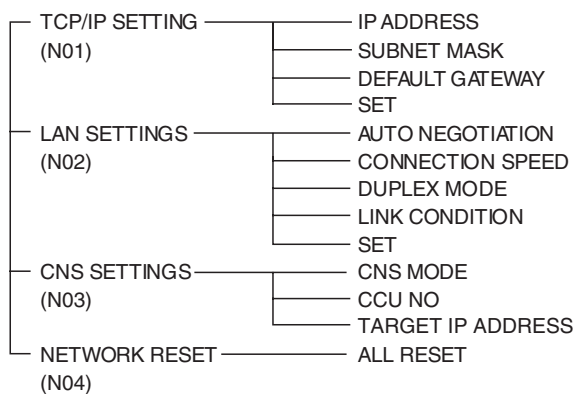 TCP/IP SETTING IP ADDRESS
(N01) SUBNET MASK
DEFAULT GATEWAY
SET
LAN SETTINGS AUTO NEGOTIATION
(N02) CONNECTION SPEED
DUPLEX MODE
LINK CONDITION
SET
CNS SETTINGS CNS MODE
(N03) CCU NO
TARGET IP ADDRESS
NETWORK RESET ALL RESET
(N04)